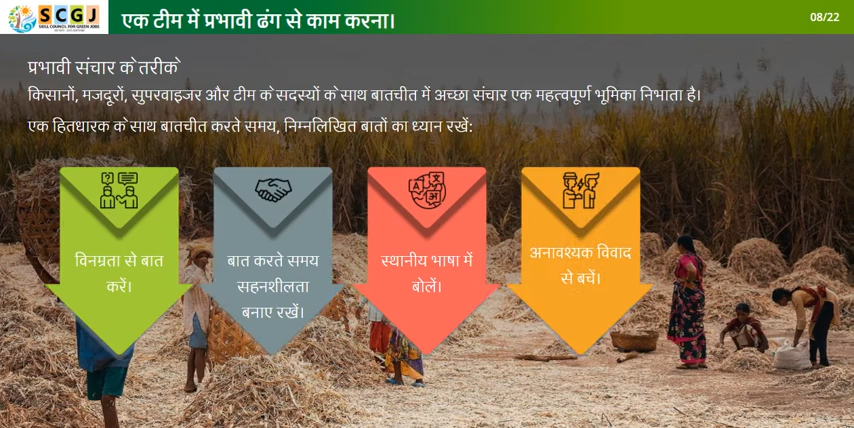 SCGJ
SKILL COUNCIL FOR GREEN JOBS
एक टीम में प्रभावी ढंग से काम करना।
08/22
प्रभावी संचार के तरीके
किसानों, मजदूरों, सुपरवाइजर और टीम के सदस्यों के साथ बातचीत में अच्छा संचार एक महत्वपूर्ण भूमिका निभाता है।
एक हितधारक के साथ बातचीत करते समय, निम्नलिखित बातों का ध्यान रखें:
विनम्रता से बात
करें।
बात करते समय
सहनशीलता
बनाए रखें।
स्थानीय भाषा में
बोलें।
अनावश्यक विवाद
से बचें।